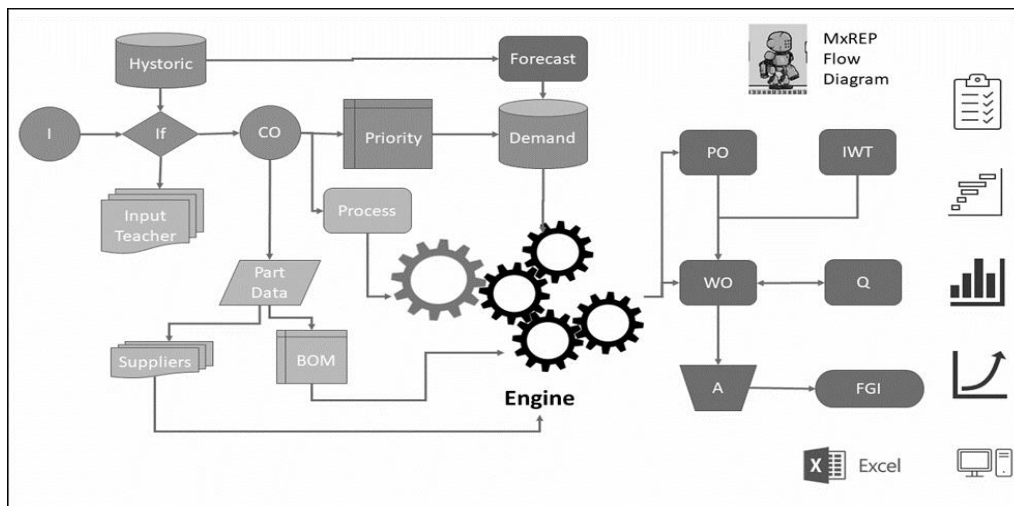 Hystoric
Forecast
MxREP
Flow
Diagram
I
If
CO
Priority
Demand
PO
IWT
Input
Teacher
Process
Part
Data
WO
Q
Suppliers
BOM
Engine
A
FGI
X
Excel